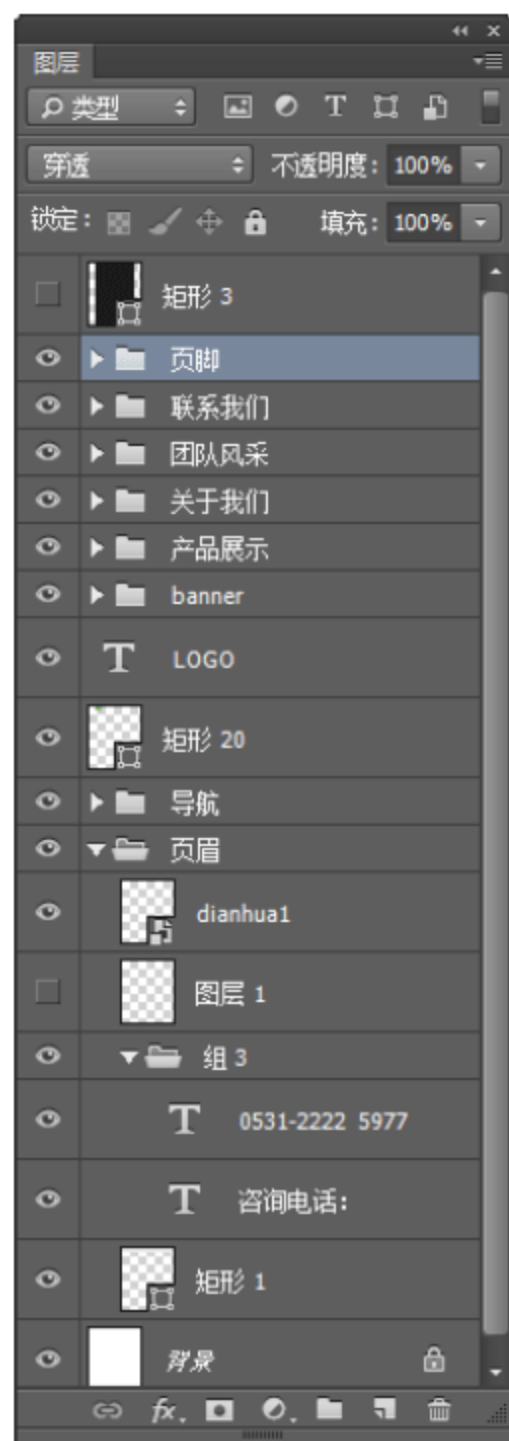 图层
类型
穿透 不透明度: 100%
锁定: 填充: 100%
矩形 3
页脚
联系我们
团队风采
关于我们
产品展示
banner
T LOGO
矩形 20
导航
页眉
dianhua1
图层 1
组 3
T 0531-2222 5977
T 咨询电话:
矩形 1
背景
fx.